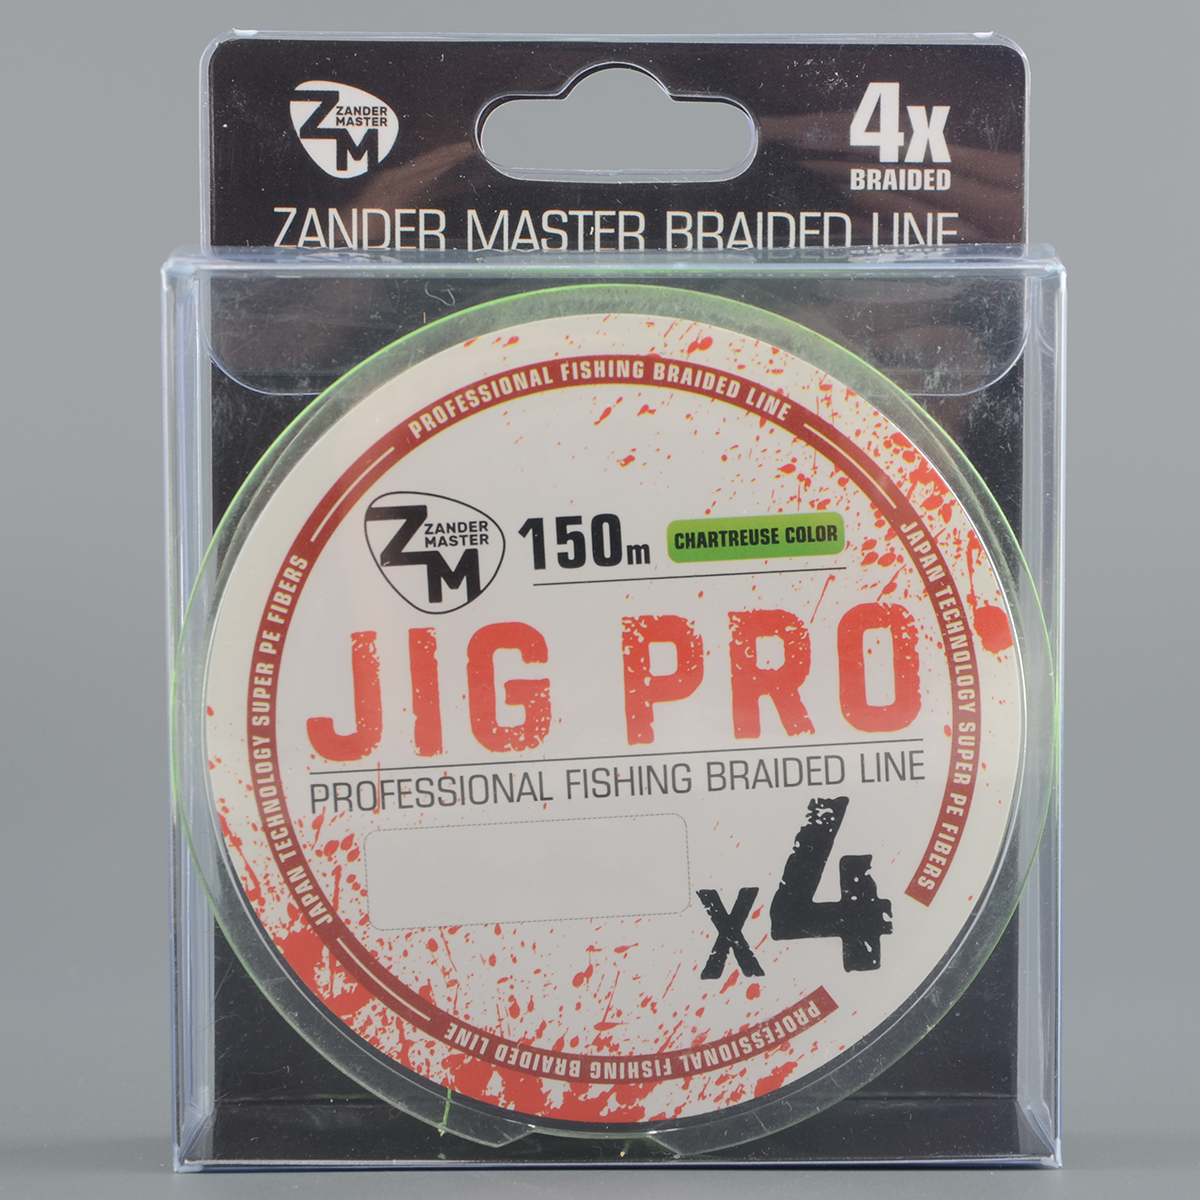 ZM ZANDER MASTER
4x
BRAIDED
ZANDER MASTER BRAIDED LINE
PROFESSIONAL FISHING BRAIDED LINE
JAPAN TECHNOLOGY SUPER PE FIBERS
ZM ZANDER MASTER
150m
CHARTREUSE COLOR
JIG PRO
PROFESSIONAL FISHING BRAIDED LINE
x4
JAPAN TECHNOLOGY SUPER PE FIBERS
PROFESSIONAL FISHING BRAIDED LINE